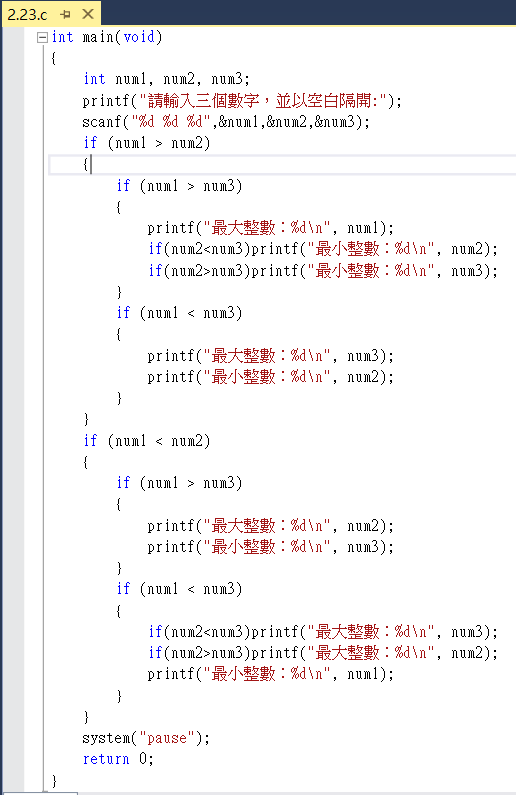 2.23.c
int main(void)
{
    int num1, num2, num3;
    printf("請輸入三個數字，並以空白隔開:");
    scanf("%d %d %d",&num1,&num2,&num3);
    if (num1 > num2)
    {
        if (num1 > num3)
        {
            printf("最大整數：%d\n", num1);
            if(num2<num3)printf("最小整數：%d\n", num2);
            if(num2>num3)printf("最小整數：%d\n", num3);
        }
        if (num1 < num3)
        {
            printf("最大整數：%d\n", num3);
            printf("最小整數：%d\n", num2);
        }
    }
    if (num1 < num2)
    {
        if (num1 > num3)
        {
            printf("最大整數：%d\n", num2);
            printf("最小整數：%d\n", num3);
        }
        if (num1 < num3)
        {
            if(num2<num3)printf("最大整數：%d\n", num3);
            if(num2>num3)printf("最大整數：%d\n", num2);
            printf("最小整數：%d\n", num1);
        }
    }
    system("pause");
    return 0;
}